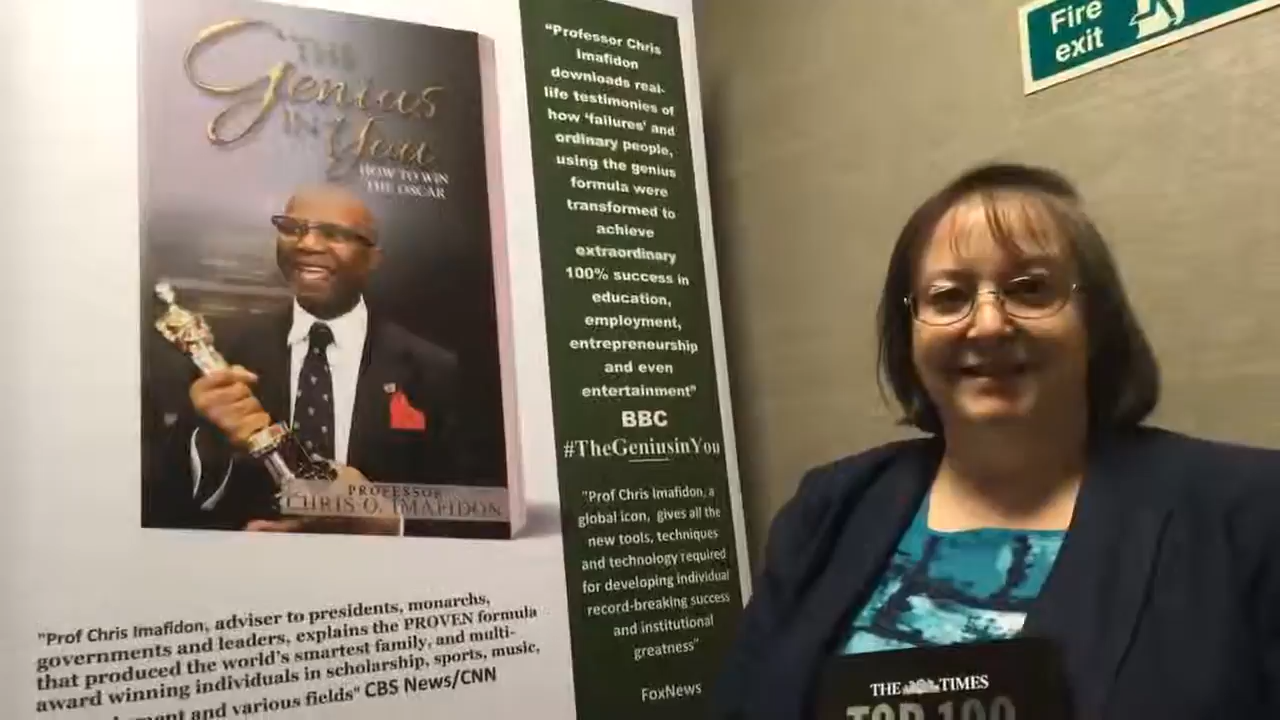 THE
Genius
IN You
HOW TO WIN
THE OSCAR
PROFESSOR
CHRIS O. IMAFIDON
"Prof Chris Imafidon, adviser to presidents, monarchs,
governments and leaders, explains the PROVEN formula
that produced the world's smartest family, and multi-
award winning individuals in scholarship, sports, music,
and various fields" CBS News/CNN
"Professor Chris
Imafidon
downloads real-
life testimonies of
how 'failures' and
ordinary people,
using the genius
formula were
transformed to
achieve
extraordinary
100% success in
education,
employment,
entrepreneurship
and even
entertainment"
BBC
#TheGeniusinYou
"Prof Chris Imafidon, a
global icon, gives all the
new tools, techniques
and technology required
for developing individual
record-breaking success
and institutional
greatness"
FoxNews
Fire
exit
THE TIMES
TOP 100